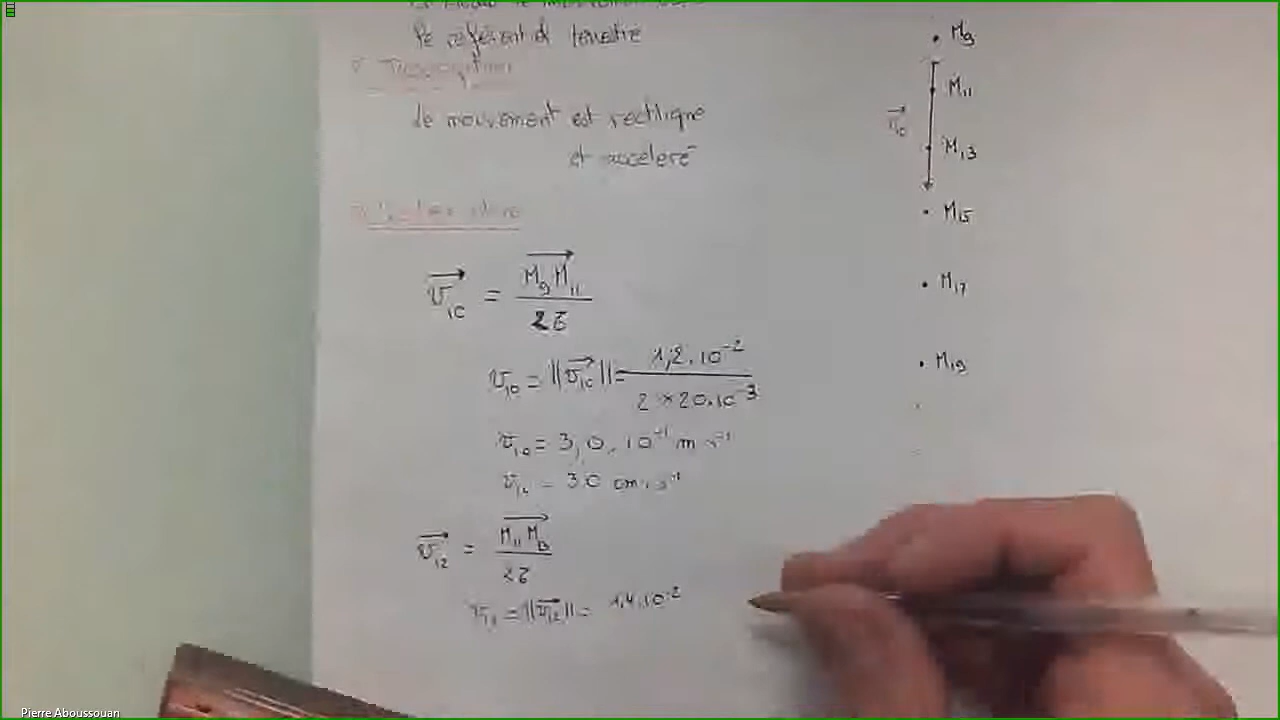 le référentiel terrestre
Description
Le mouvement est rectiligne
et accéléré
v₁₀ = M₉M₁₁ / 2τ
v₁₀ = ||v₁₀|| = 1,2.10⁻² / 2 × 20.10⁻³
v₁₀ = 3,0.10⁻¹ m.s⁻¹
v₁₀ = 30 cm.s⁻¹
v₁₂ = M₁₁M₁₃ / 2τ
v₁₂ = ||v₁₂|| = 1,4.10⁻²
M₉
M₁₁
v₁₀
M₁₃
M₁₅
M₁₇
M₁₉
Pierre Aboussouan